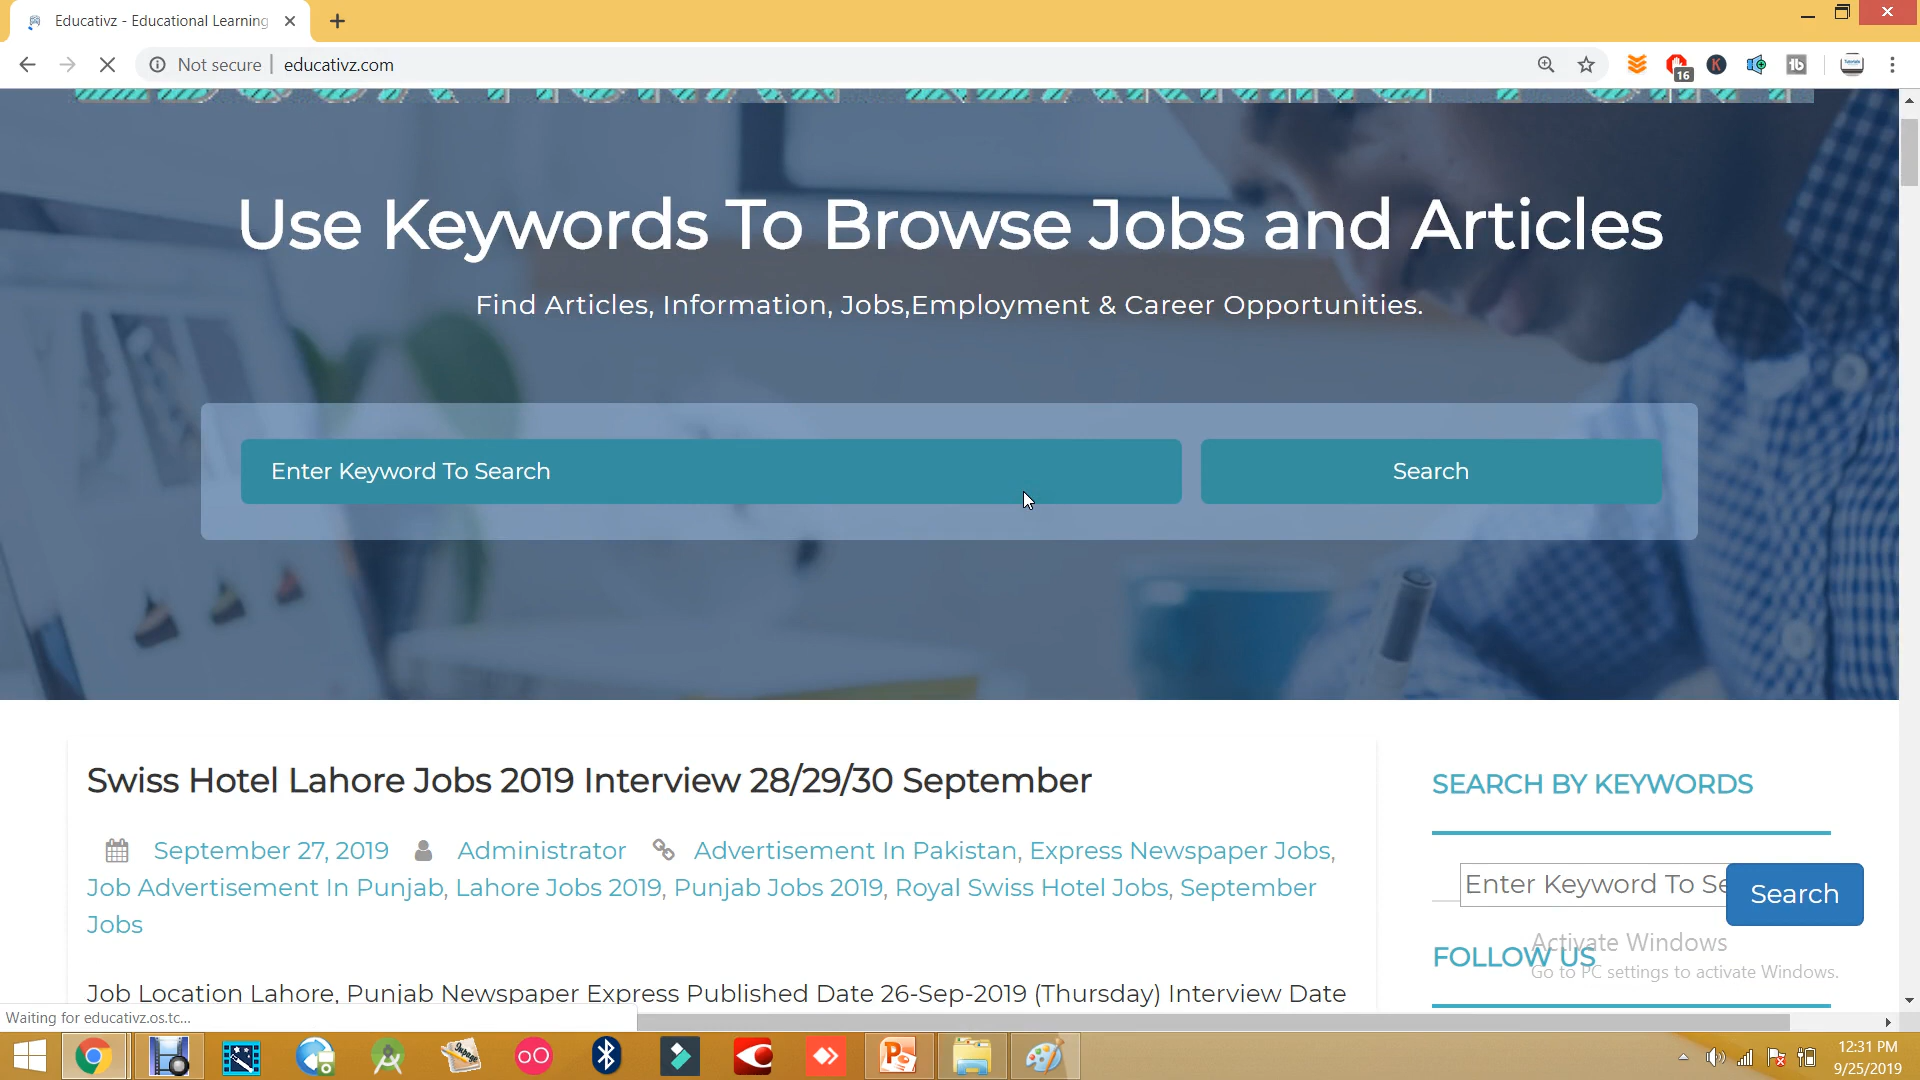 Educativz - Educational Learning
Not secure | educativz.com
16
K
Use Keywords To Browse Jobs and Articles
Find Articles, Information, Jobs,Employment & Career Opportunities.
Enter Keyword To Search
Search
Swiss Hotel Lahore Jobs 2019 Interview 28/29/30 September
September 27, 2019 Administrator Advertisement In Pakistan, Express Newspaper Jobs,
Job Advertisement In Punjab, Lahore Jobs 2019, Punjab Jobs 2019, Royal Swiss Hotel Jobs, September
Jobs
Job Location Lahore, Punjab Newspaper Express Published Date 26-Sep-2019 (Thursday) Interview Date
SEARCH BY KEYWORDS
Enter Keyword To Se
Search
FOLLOW US
Activate Windows
Go to PC settings to activate Windows.
Waiting for educativz.os.tc...
12:31 PM
9/25/2019